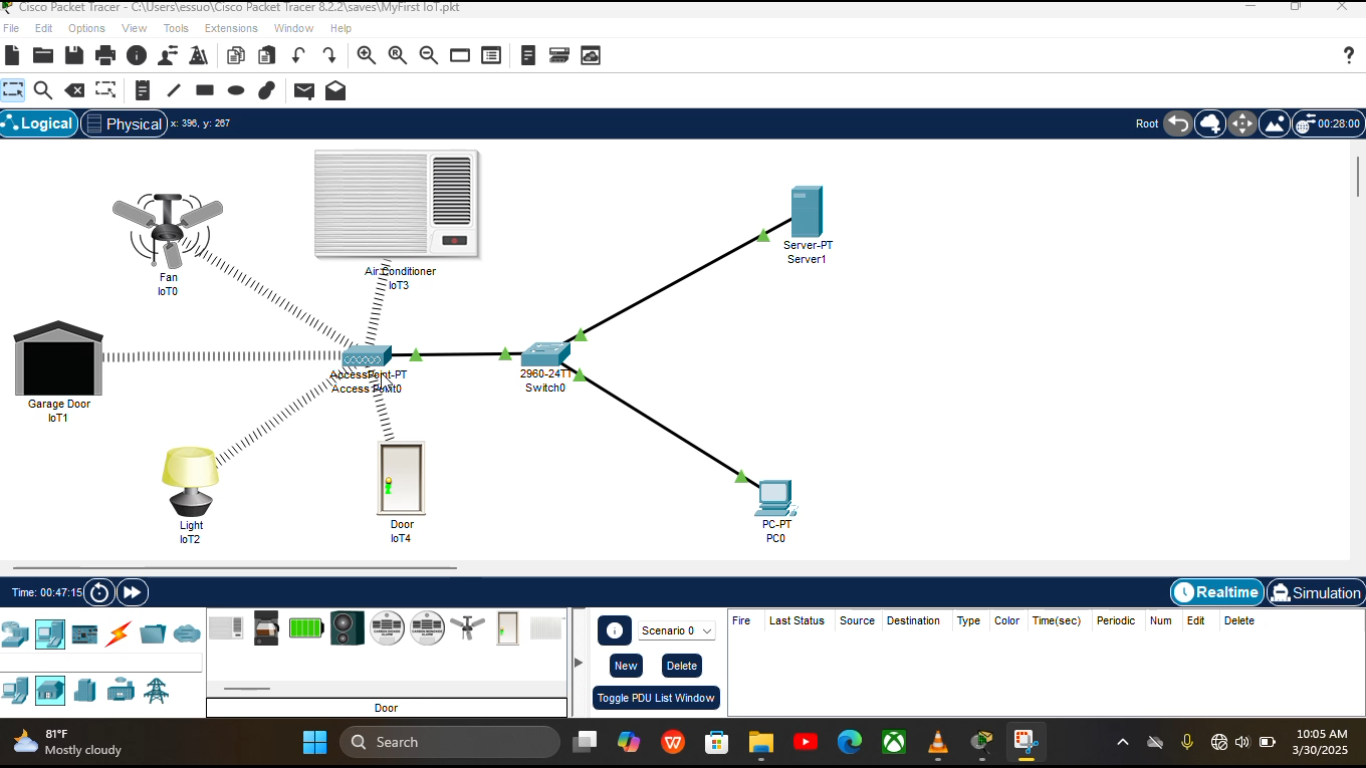 Cisco Packet Tracer - C:\Users\essuo\Cisco Packet Tracer 8.2.2\saves\MyFirst IoT.pkt
File Edit Options View Tools Extensions Window Help
Logical Physical x: 396, y: 267 Root 00:28:00
Fan
IoT0
Air Conditioner
IoT3
Server-PT
Server1
Garage Door
IoT1
AccessPoint-PT
Access Point0
2960-24TT
Switch0
Light
IoT2
Door
IoT4
PC-PT
PC0
Time: 00:47:15 Realtime Simulation
Scenario 0
New Delete
Toggle PDU List Window
Fire Last Status Source Destination Type Color Time(sec) Periodic Num Edit Delete
Door
81°F
Mostly cloudy
Search
10:05 AM
3/30/2025